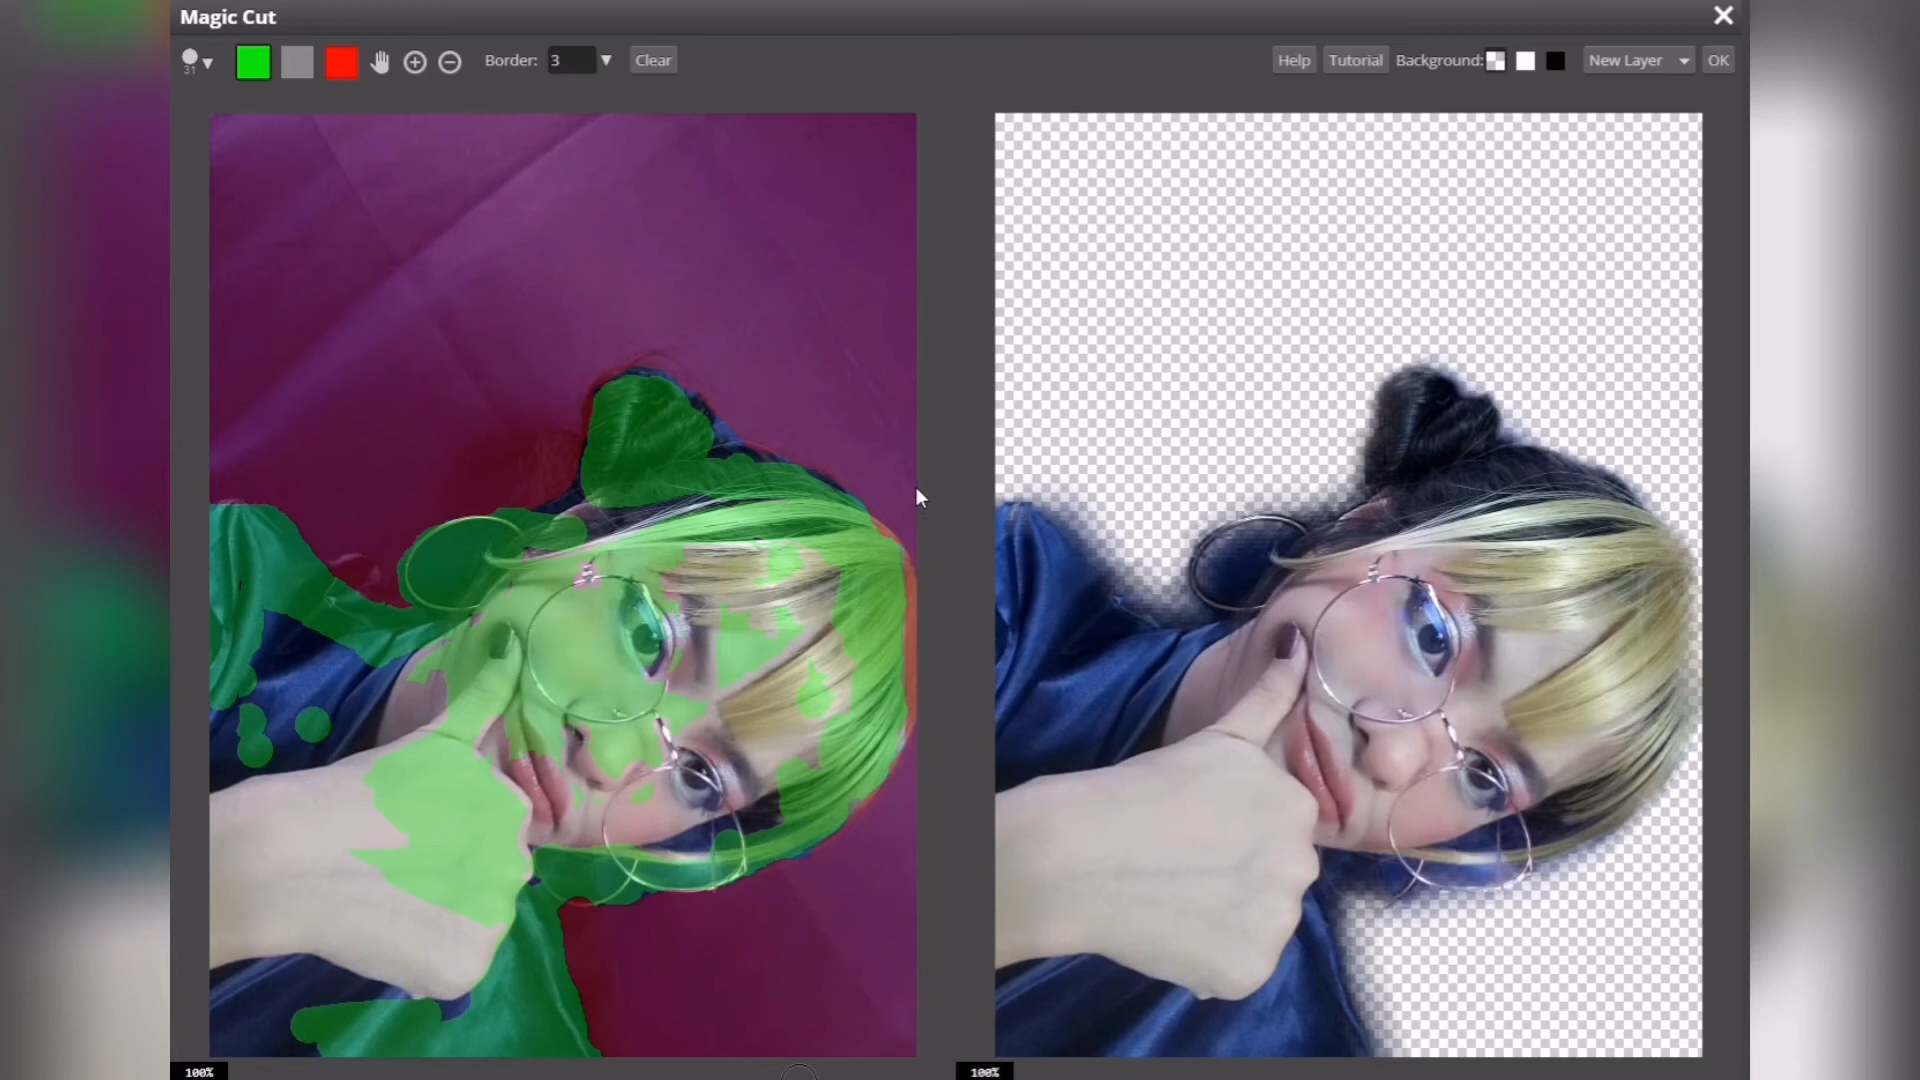 Magic Cut
31
Border: 3 Clear
Help Tutorial Background: New Layer OK
100% 100%